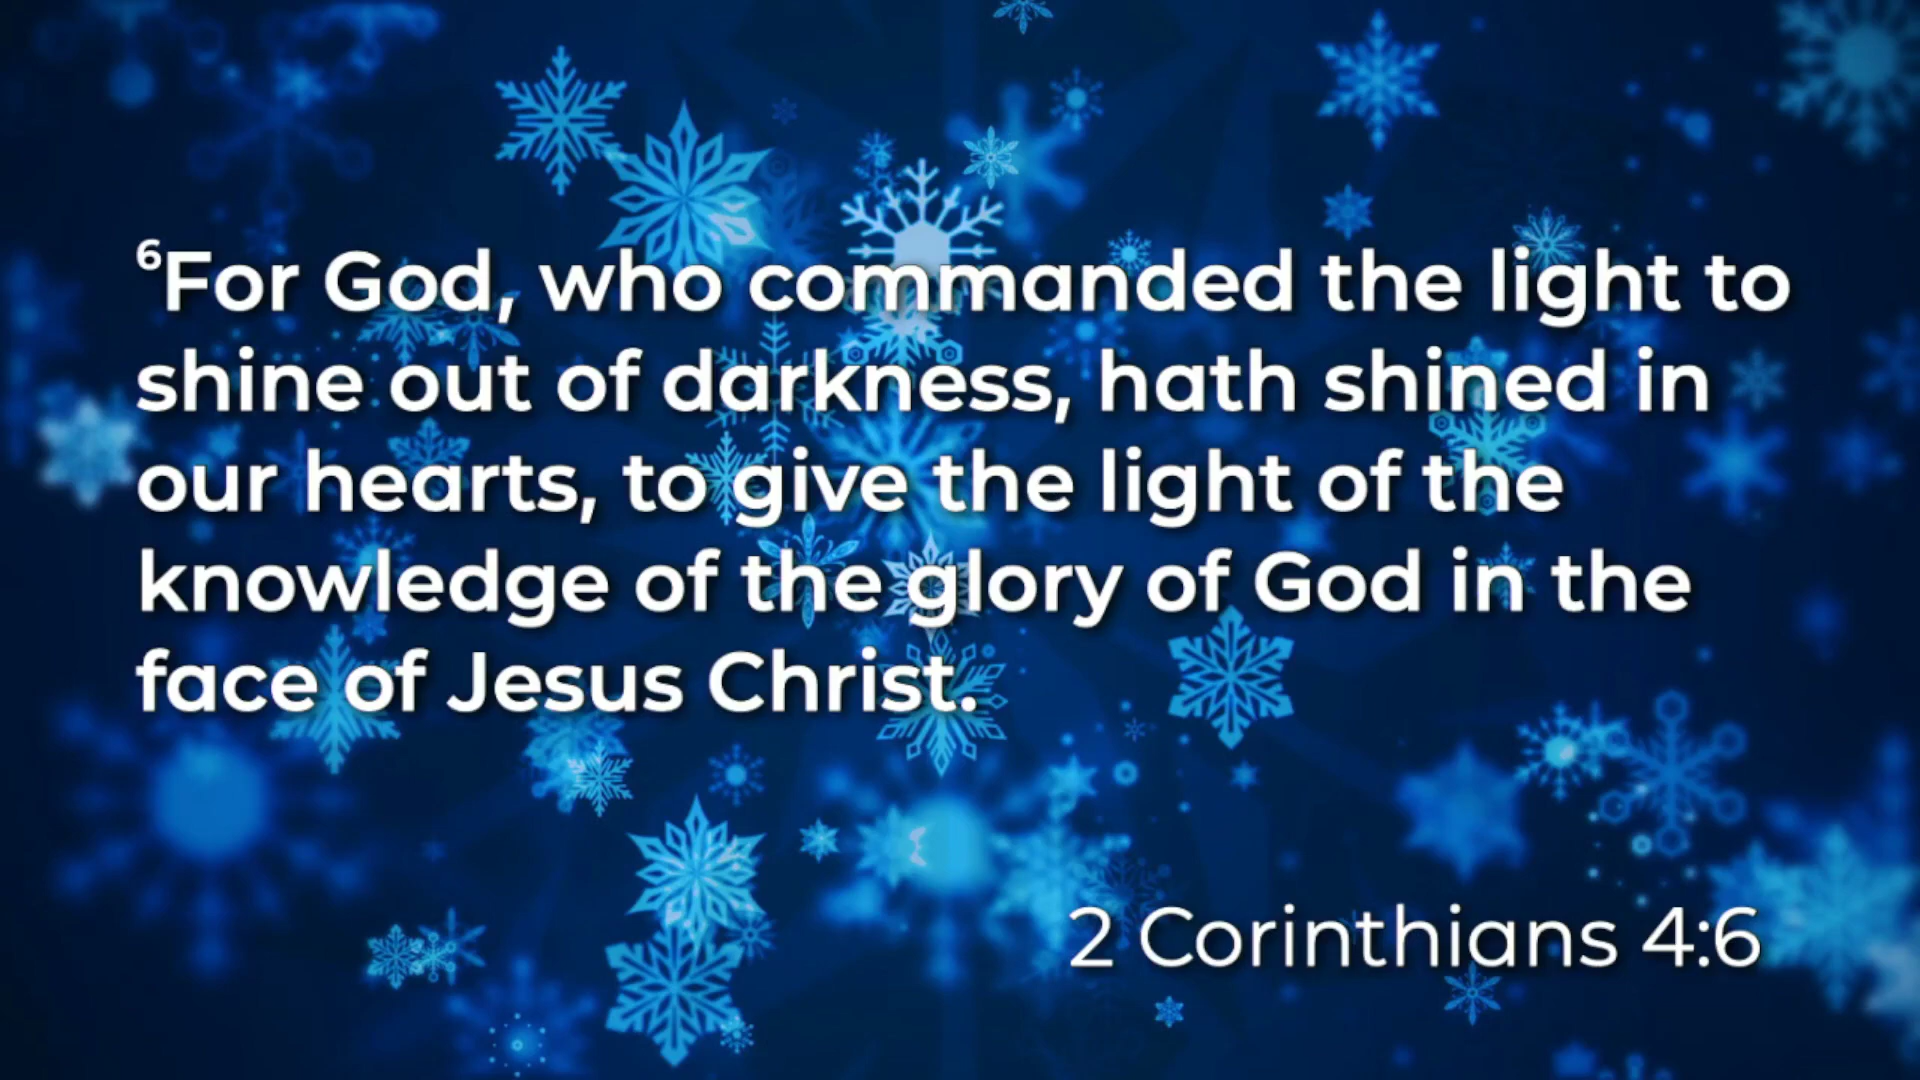 ⁶For God, who commanded the light to
shine out of darkness, hath shined in
our hearts, to give the light of the
knowledge of the glory of God in the
face of Jesus Christ.
2 Corinthians 4:6